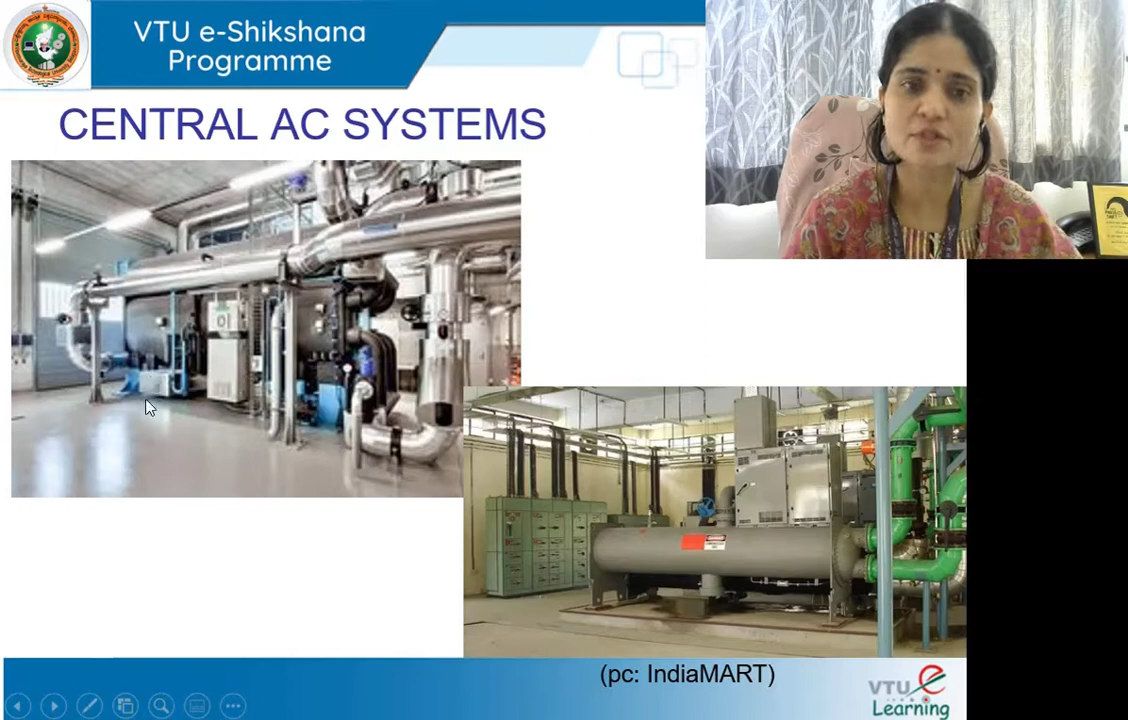 VTU e-Shikshana
Programme
CENTRAL AC SYSTEMS
(pc: IndiaMART)
VTU e
Learning